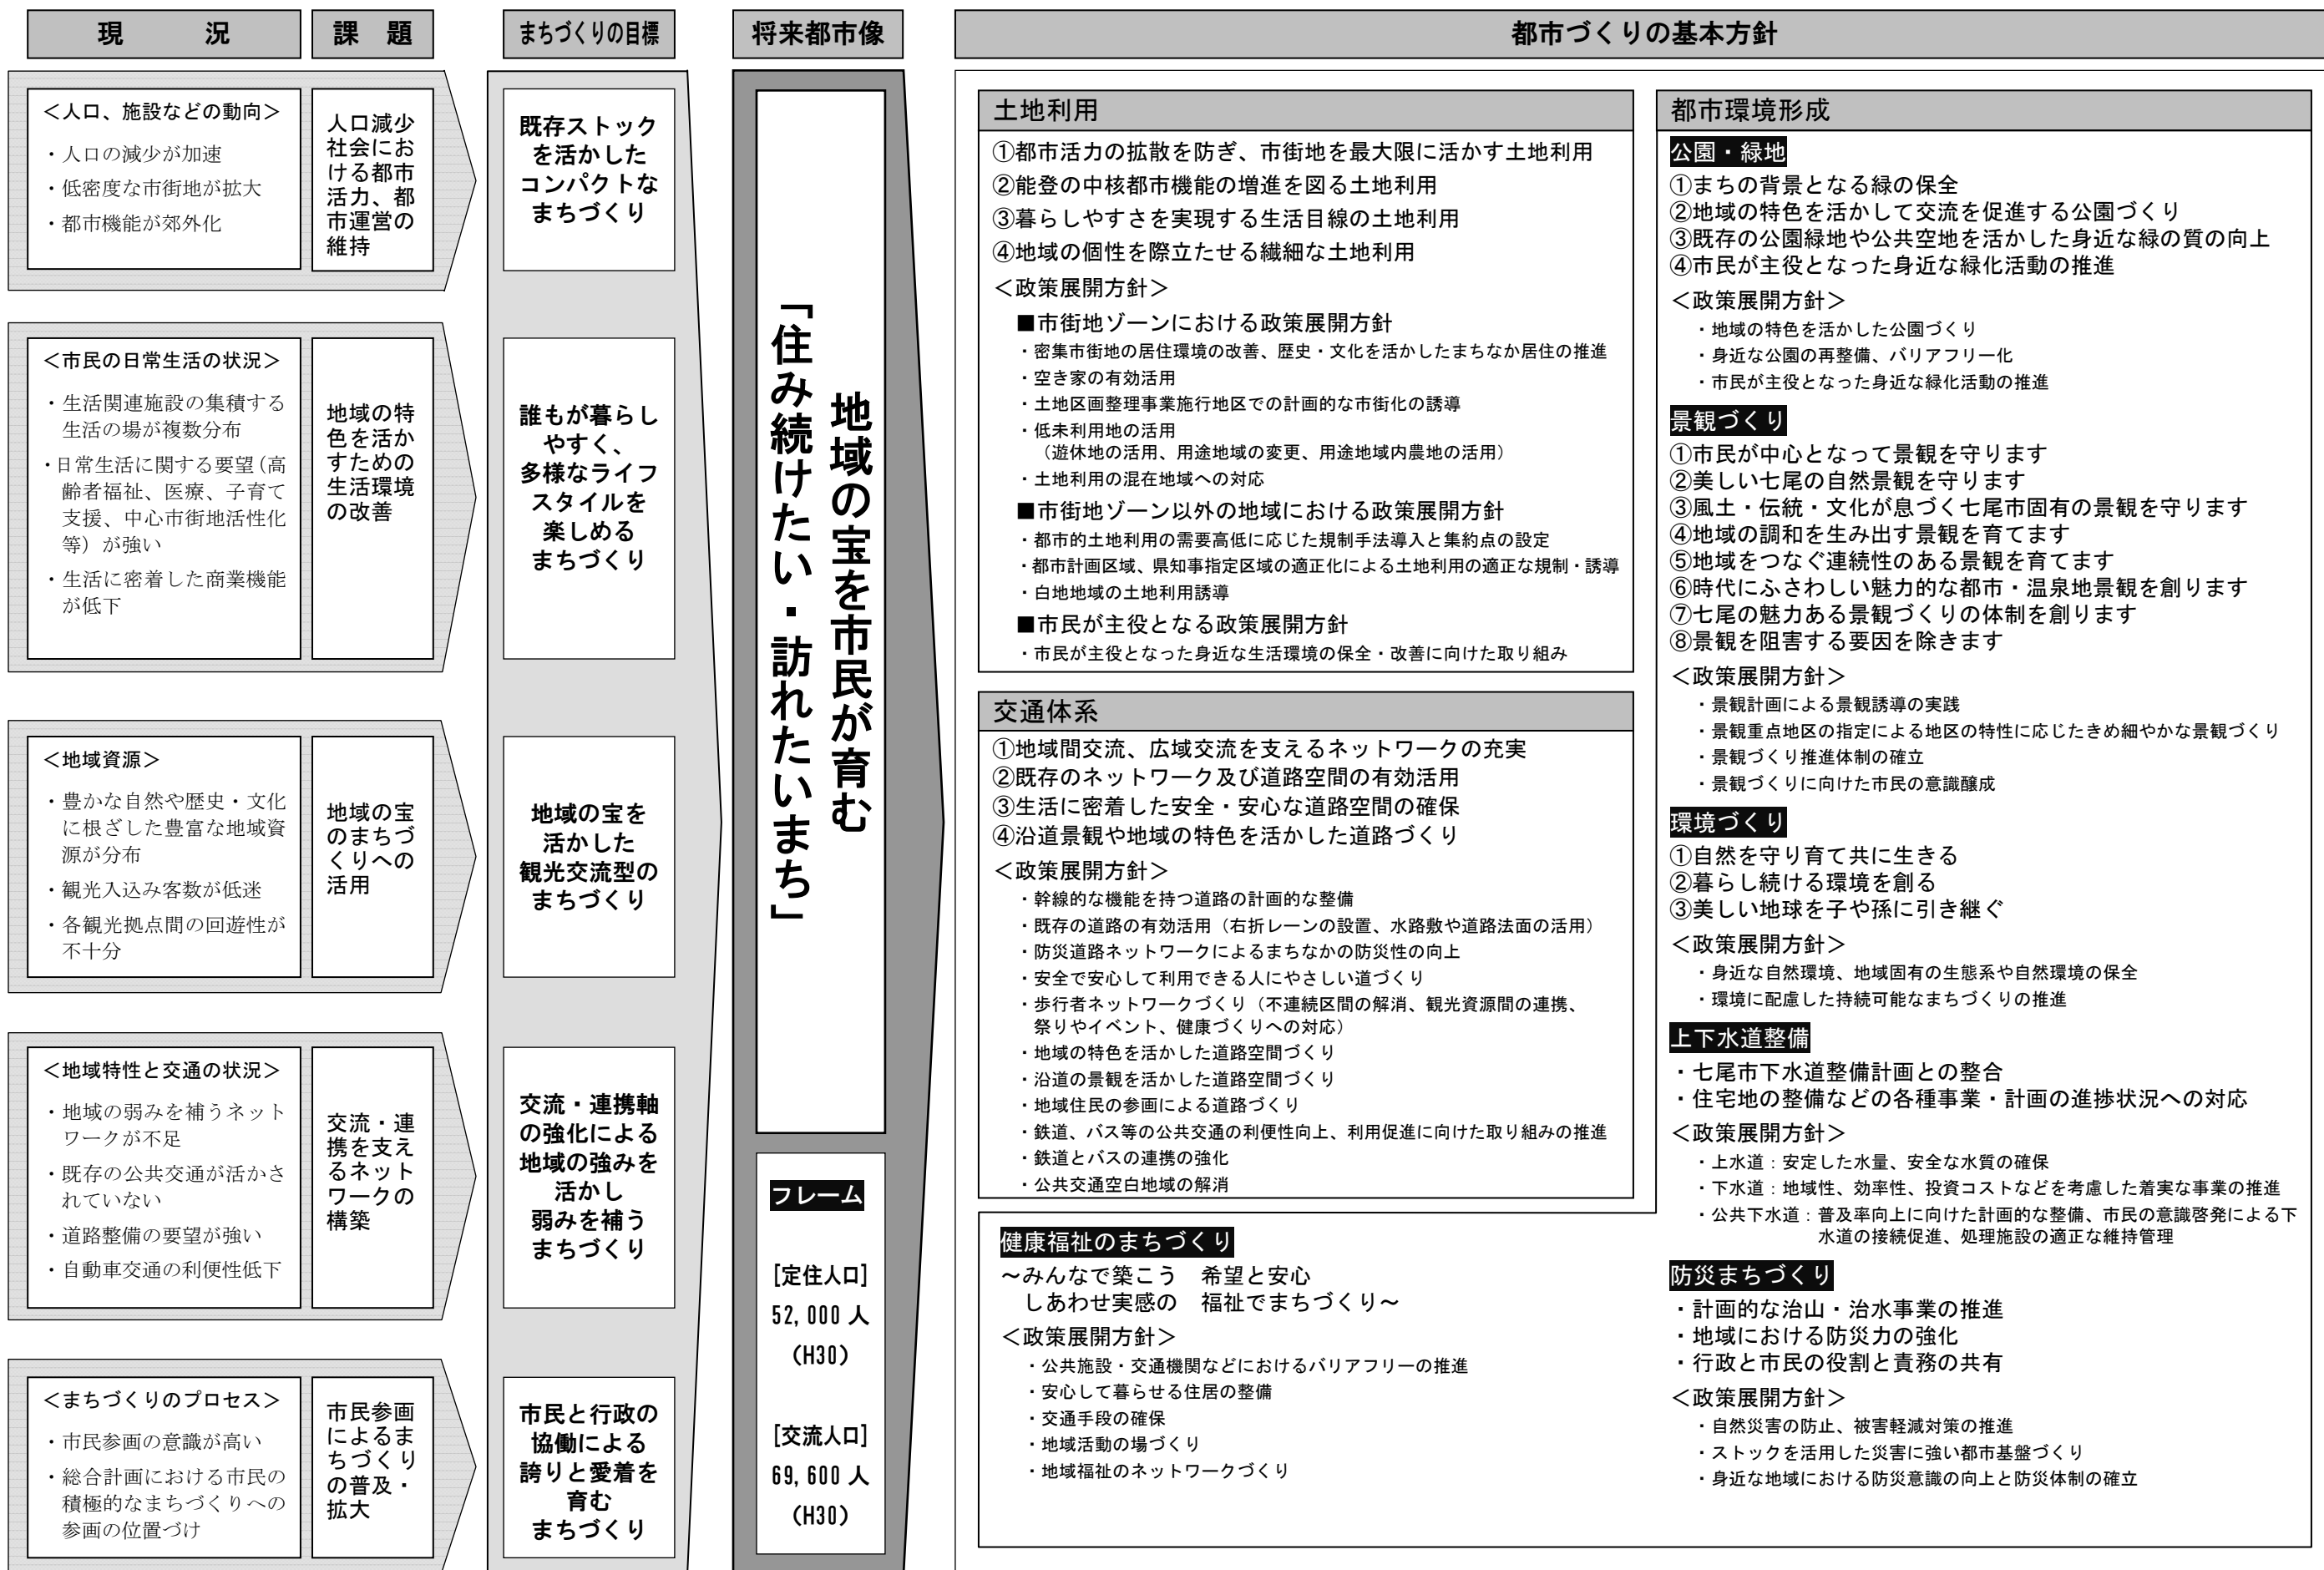 現　況
課　題
まちづくりの目標
将来都市像
都市づくりの基本方針
＜人口、施設などの動向＞
・人口の減少が加速
・低密度な市街地が拡大
・都市機能が郊外化
人口減少
社会にお
ける都市
活力、都
市運営の
維持
既存ストック
を活かした
コンパクトな
まちづくり
＜市民の日常生活の状況＞
・生活関連施設の集積する
生活の場が複数分布
・日常生活に関する要望（高
齢者福祉、医療、子育て
支援、中心市街地活性化
等）が強い
・生活に密着した商業機能
が低下
地域の特
色を活か
すための
生活環境
の改善
誰もが暮らし
やすく、
多様なライフ
スタイルを
楽しめる
まちづくり
＜地域資源＞
・豊かな自然や歴史・文化
に根ざした豊富な地域資
源が分布
・観光入込み客数が低迷
・各観光拠点間の回遊性が
不十分
地域の宝
のまちづ
くりへの
活用
地域の宝を
活かした
観光交流型の
まちづくり
＜地域特性と交通の状況＞
・地域の弱みを補うネット
ワークが不足
・既存の公共交通が活かさ
れていない
・道路整備の要望が強い
・自動車交通の利便性低下
交流・連
携を支え
るネット
ワークの
構築
交流・連携軸
の強化による
地域の強みを
活かし
弱みを補う
まちづくり
＜まちづくりのプロセス＞
・市民参画の意識が高い
・総合計画における市民の
積極的なまちづくりへの
参画の位置づけ
市民参画
によるま
ちづくり
の普及・
拡大
市民と行政の
協働による
誇りと愛着を
育む
まちづくり
地域の宝を市民が育む
「住み続けたい・訪れたいまち」
フレーム
[定住人口]
52,000 人
（H30）
[交流人口]
69,600 人
（H30）
土地利用
①都市活力の拡散を防ぎ、市街地を最大限に活かす土地利用
②能登の中核都市機能の増進を図る土地利用
③暮らしやすさを実現する生活目線の土地利用
④地域の個性を際立たせる繊細な土地利用
＜政策展開方針＞
■市街地ゾーンにおける政策展開方針
・密集市街地の居住環境の改善、歴史・文化を活かしたまちなか居住の推進
・空き家の有効活用
・土地区画整理事業施行地区での計画的な市街化の誘導
・低未利用地の活用
（遊休地の活用、用途地域の変更、用途地域内農地の活用）
・土地利用の混在地域への対応
■市街地ゾーン以外の地域における政策展開方針
・都市的土地利用の需要高低に応じた規制手法導入と集約点の設定
・都市計画区域、県知事指定区域の適正化による土地利用の適正な規制・誘導
・白地地域の土地利用誘導
■市民が主役となる政策展開方針
・市民が主役となった身近な生活環境の保全・改善に向けた取り組み
交通体系
①地域間交流、広域交流を支えるネットワークの充実
②既存のネットワーク及び道路空間の有効活用
③生活に密着した安全・安心な道路空間の確保
④沿道景観や地域の特色を活かした道路づくり
＜政策展開方針＞
・幹線的な機能を持つ道路の計画的な整備
・既存の道路の有効活用（右折レーンの設置、水路敷や道路法面の活用）
・防災道路ネットワークによるまちなかの防災性の向上
・安全で安心して利用できる人にやさしい道づくり
・歩行者ネットワークづくり（不連続区間の解消、観光資源間の連携、
祭りやイベント、健康づくりへの対応）
・地域の特色を活かした道路空間づくり
・沿道の景観を活かした道路空間づくり
・地域住民の参画による道路づくり
・鉄道、バス等の公共交通の利便性向上、利用促進に向けた取り組みの推進
・鉄道とバスの連携の強化
・公共交通空白地域の解消
健康福祉のまちづくり
～みんなで築こう　希望と安心
しあわせ実感の　福祉でまちづくり～
＜政策展開方針＞
・公共施設・交通機関などにおけるバリアフリーの推進
・安心して暮らせる住居の整備
・交通手段の確保
・地域活動の場づくり
・地域福祉のネットワークづくり
都市環境形成
公園・緑地
①まちの背景となる緑の保全
②地域の特色を活かして交流を促進する公園づくり
③既存の公園緑地や公共空地を活かした身近な緑の質の向上
④市民が主役となった身近な緑化活動の推進
＜政策展開方針＞
・地域の特色を活かした公園づくり
・身近な公園の再整備、バリアフリー化
・市民が主役となった身近な緑化活動の推進
景観づくり
①市民が中心となって景観を守ります
②美しい七尾の自然景観を守ります
③風土・伝統・文化が息づく七尾市固有の景観を守ります
④地域の調和を生み出す景観を育てます
⑤地域をつなぐ連続性のある景観を育てます
⑥時代にふさわしい魅力的な都市・温泉地景観を創ります
⑦七尾の魅力ある景観づくりの体制を創ります
⑧景観を阻害する要因を除きます
＜政策展開方針＞
・景観計画による景観誘導の実践
・景観重点地区の指定による地区の特性に応じたきめ細やかな景観づくり
・景観づくり推進体制の確立
・景観づくりに向けた市民の意識醸成
環境づくり
①自然を守り育て共に生きる
②暮らし続ける環境を創る
③美しい地球を子や孫に引き継ぐ
＜政策展開方針＞
・身近な自然環境、地域固有の生態系や自然環境の保全
・環境に配慮した持続可能なまちづくりの推進
上下水道整備
・七尾市下水道整備計画との整合
・住宅地の整備などの各種事業・計画の進捗状況への対応
＜政策展開方針＞
・上水道：安定した水量、安全な水質の確保
・下水道：地域性、効率性、投資コストなどを考慮した着実な事業の推進
・公共下水道：普及率向上に向けた計画的な整備、市民の意識啓発による下
水道の接続促進、処理施設の適正な維持管理
防災まちづくり
・計画的な治山・治水事業の推進
・地域における防災力の強化
・行政と市民の役割と責務の共有
＜政策展開方針＞
・自然災害の防止、被害軽減対策の推進
・ストックを活用した災害に強い都市基盤づくり
・身近な地域における防災意識の向上と防災体制の確立